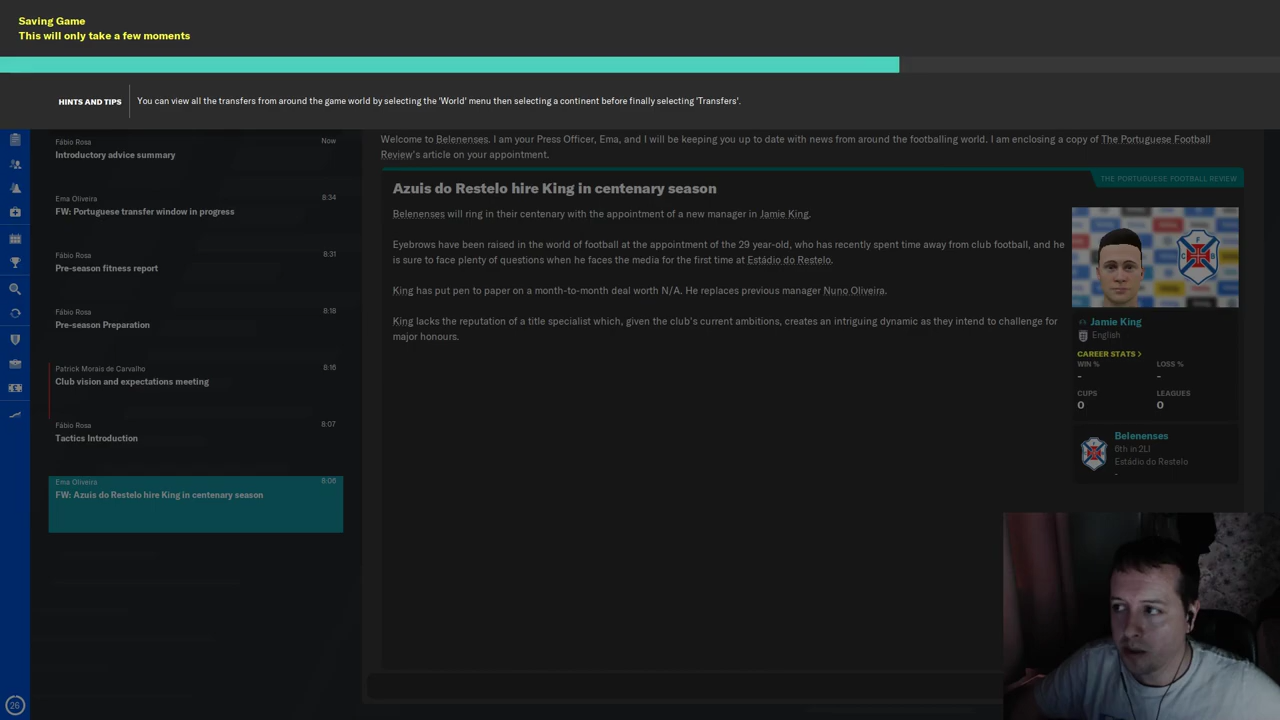 Saving Game
This will only take a few moments
HINTS AND TIPS
You can view all the transfers from around the game world by selecting the 'World' menu then selecting a continent before finally selecting 'Transfers'.
Fábio Rosa
Now
Introductory advice summary
Ema Oliveira
8:34
FW: Portuguese transfer window in progress
Fábio Rosa
8:31
Pre-season fitness report
Fábio Rosa
8:18
Pre-season Preparation
Patrick Morais de Carvalho
8:16
Club vision and expectations meeting
Fábio Rosa
8:07
Tactics Introduction
Ema Oliveira
6:06
FW: Azuis do Restelo hire King in centenary season
26
Welcome to Belenenses. I am your Press Officer, Ema, and I will be keeping you up to date with news from around the footballing world. I am enclosing a copy of The Portuguese Football
Review's article on your appointment.
THE PORTUGUESE FOOTBALL REVIEW
Azuis do Restelo hire King in centenary season
Belenenses will ring in their centenary with the appointment of a new manager in Jamie King.
Eyebrows have been raised in the world of football at the appointment of the 29 year-old, who has recently spent time away from club football, and he
is sure to face plenty of questions when he faces the media for the first time at Estádio do Restelo.
King has put pen to paper on a month-to-month deal worth N/A. He replaces previous manager Nuno Oliveira.
King lacks the reputation of a title specialist which, given the club's current ambitions, creates an intriguing dynamic as they intend to challenge for
major honours.
Jamie King
English
CAREER STATS >
WIN %
LOSS %
-
-
CUPS
LEAGUES
0
0
Belenenses
6th in 2LI
Estádio do Restelo
-